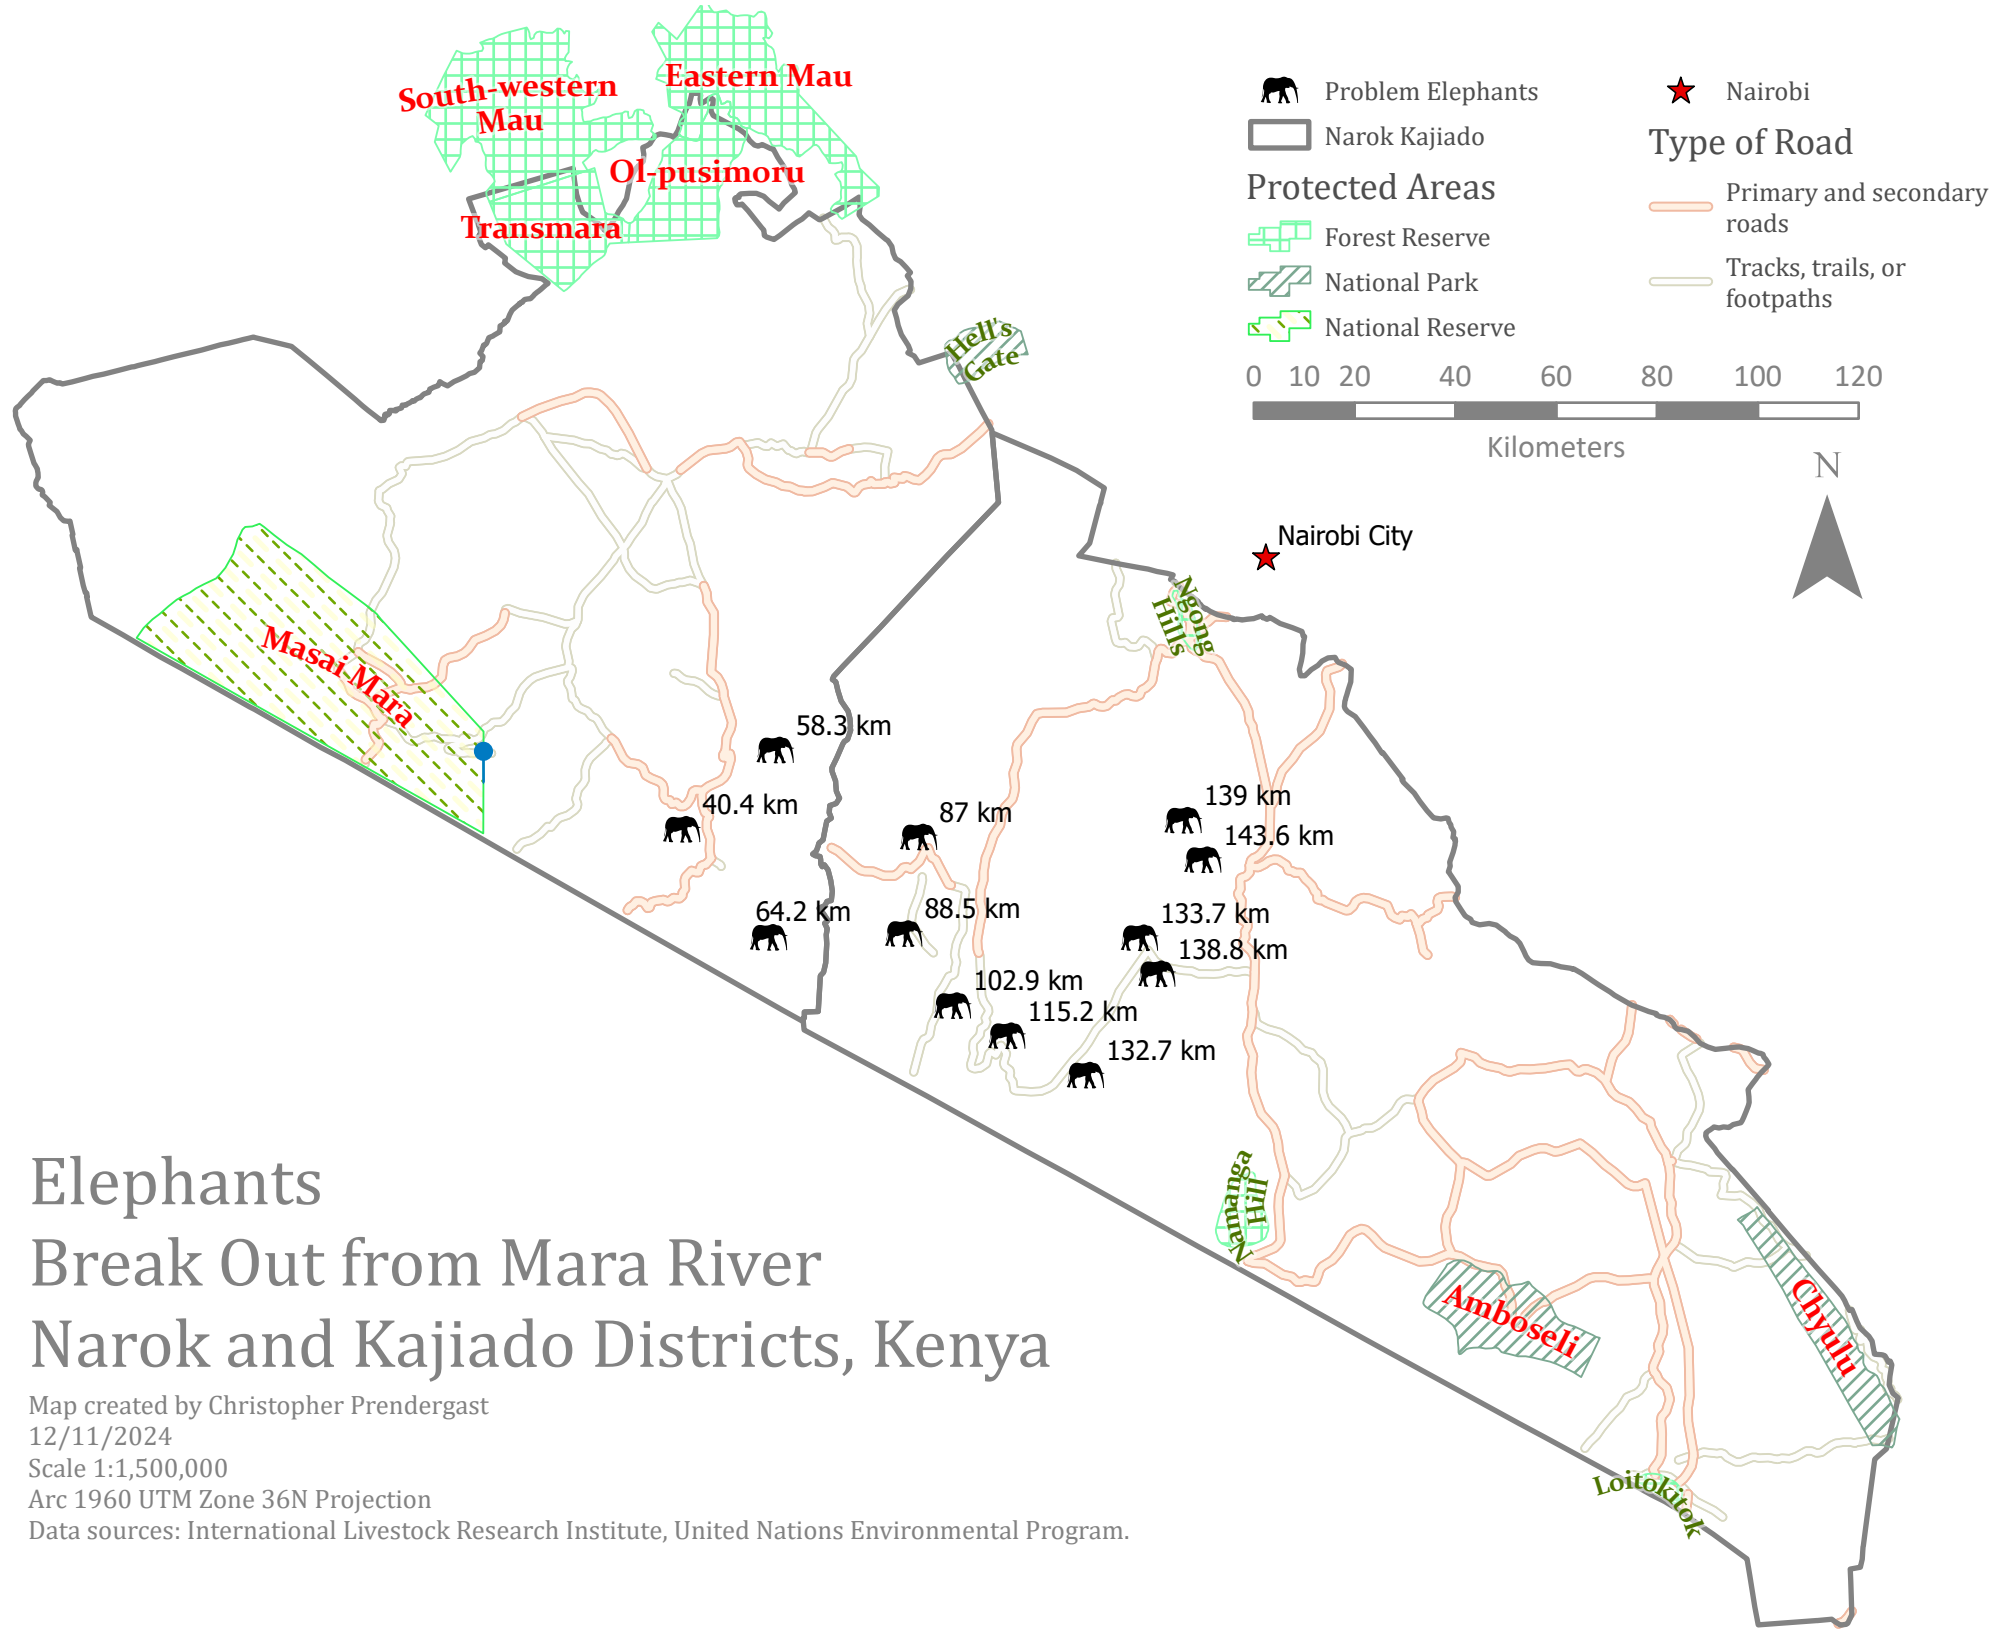 South-western
Mau
Eastern Mau
Ol-pusimoru
Transmara
Problem Elephants
Narok Kajiado
Protected Areas
Forest Reserve
National Park
National Reserve
Nairobi
Type of Road
Primary and secondary
roads
Tracks, trails, or
footpaths
0 10 20 40 60 80 100 120
Kilometers
N
Hell's
Gate
Nairobi City
Ngong
Hills
Masai Mara
58.3 km
40.4 km
87 km
139 km
143.6 km
64.2 km
88.5 km
133.7 km
138.8 km
102.9 km
115.2 km
132.7 km
Namanga
Hill
Amboseli
Chyulu
Loitokitok
Elephants
Break Out from Mara River
Narok and Kajiado Districts, Kenya
Map created by Christopher Prendergast
12/11/2024
Scale 1:1,500,000
Arc 1960 UTM Zone 36N Projection
Data sources: International Livestock Research Institute, United Nations Environmental Program.